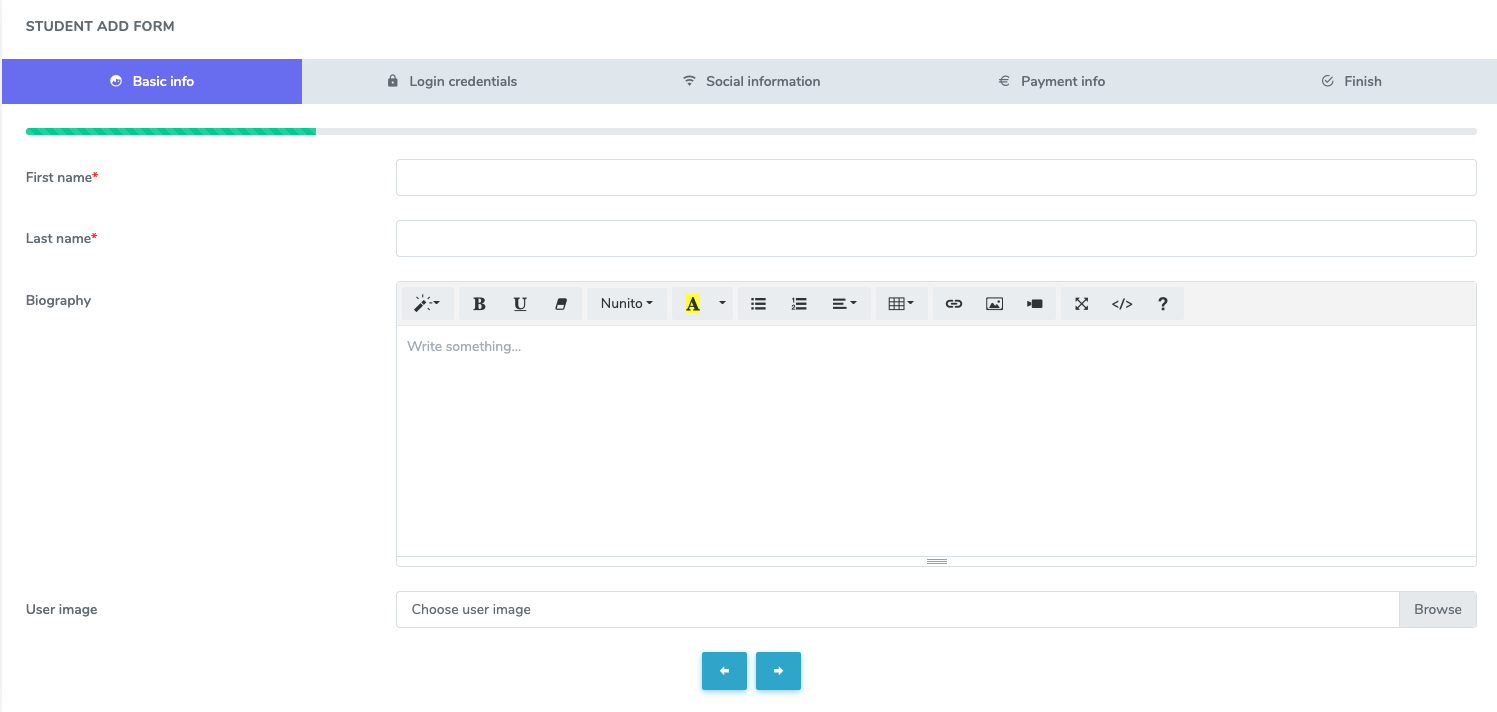 STUDENT ADD FORM
Basic info
Login credentials
Social information
Payment info
Finish
First name*
Last name*
Biography
B U Nunito A </> ?
Write something...
User image
Choose user image
Browse